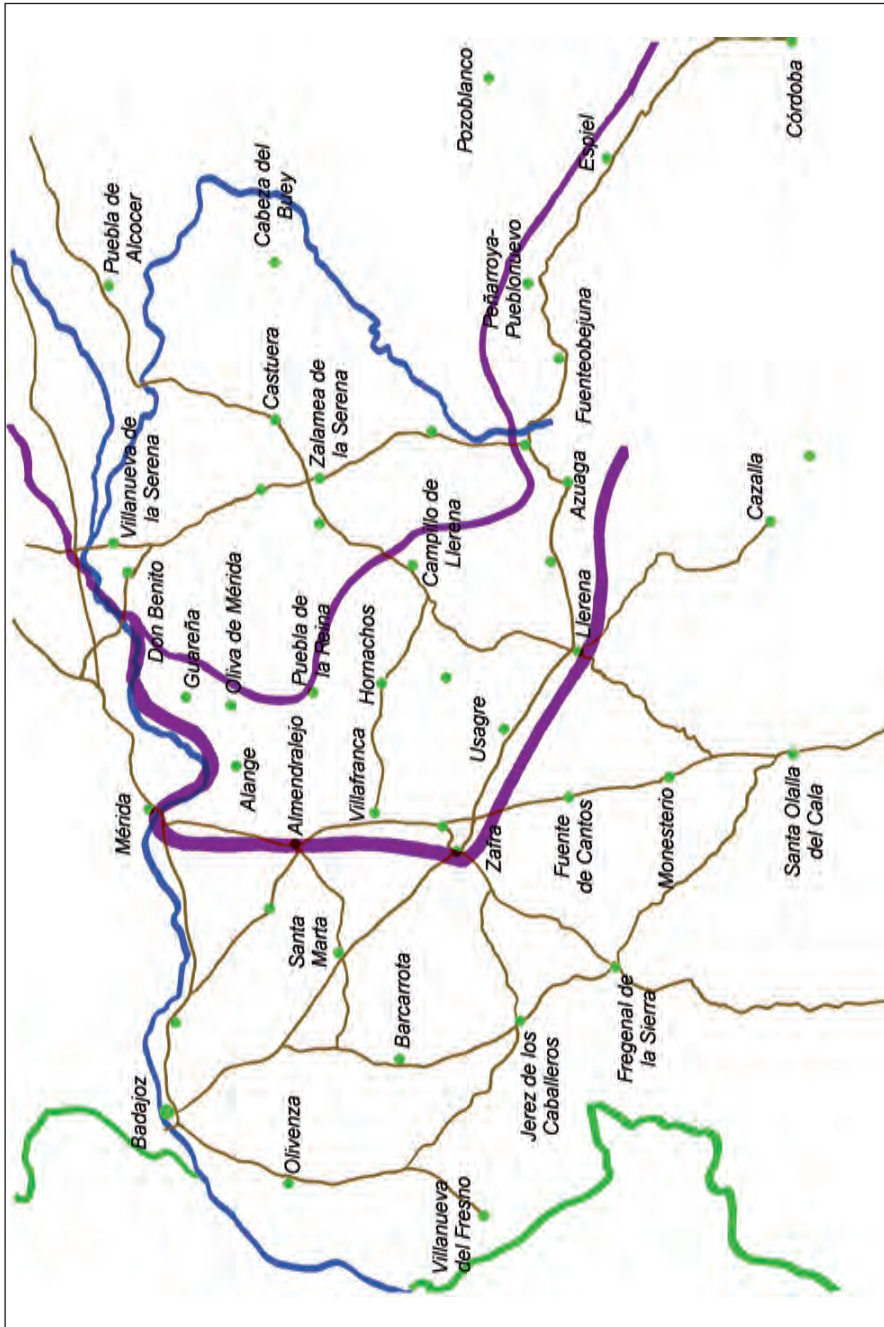 Badajoz
Olivenza
Villanueva
del Fresno
Mérida
Santa
Marta
Barcarrota
Jerez de los
Caballeros
Fregenal de
la Sierra
Alange
Almendralejo
Villafranca
Zafra
Fuente
de Cantos
Monesterio
Santa Olalla
del Cala
Don Benito
Guareña
Oliva de Mérida
Puebla de
la Reina
Hornachos
Usagre
Llerena
Villanueva de
la Serena
Campillo de
Llerena
Azuaga
Cazalla
Castuera
Zalamea de
la Serena
Fuenteobejuna
Puebla de
Alcocer
Cabeza del
Buey
Peñarroya-
Pueblonuevo
Pozoblanco
Espiel
Córdoba